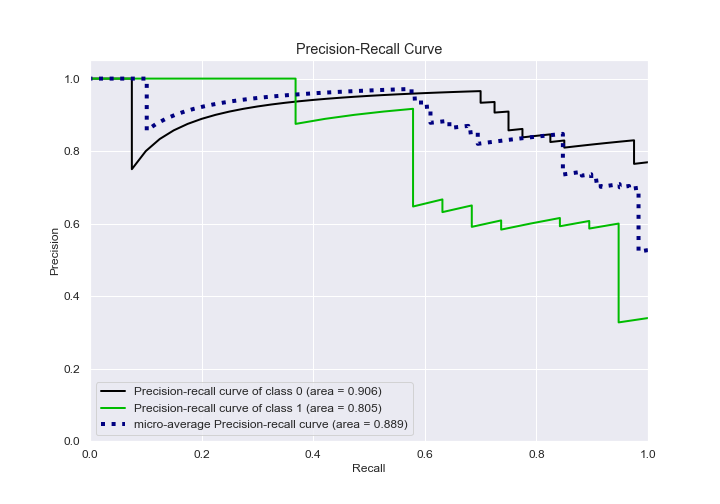 Precision-Recall Curve
1.0
0.8
0.6
0.4
0.2
0.0
Precision
Precision-recall curve of class 0 (area = 0.906)
Precision-recall curve of class 1 (area = 0.805)
micro-average Precision-recall curve (area = 0.889)
0.0 0.2 0.4 0.6 0.8 1.0
Recall